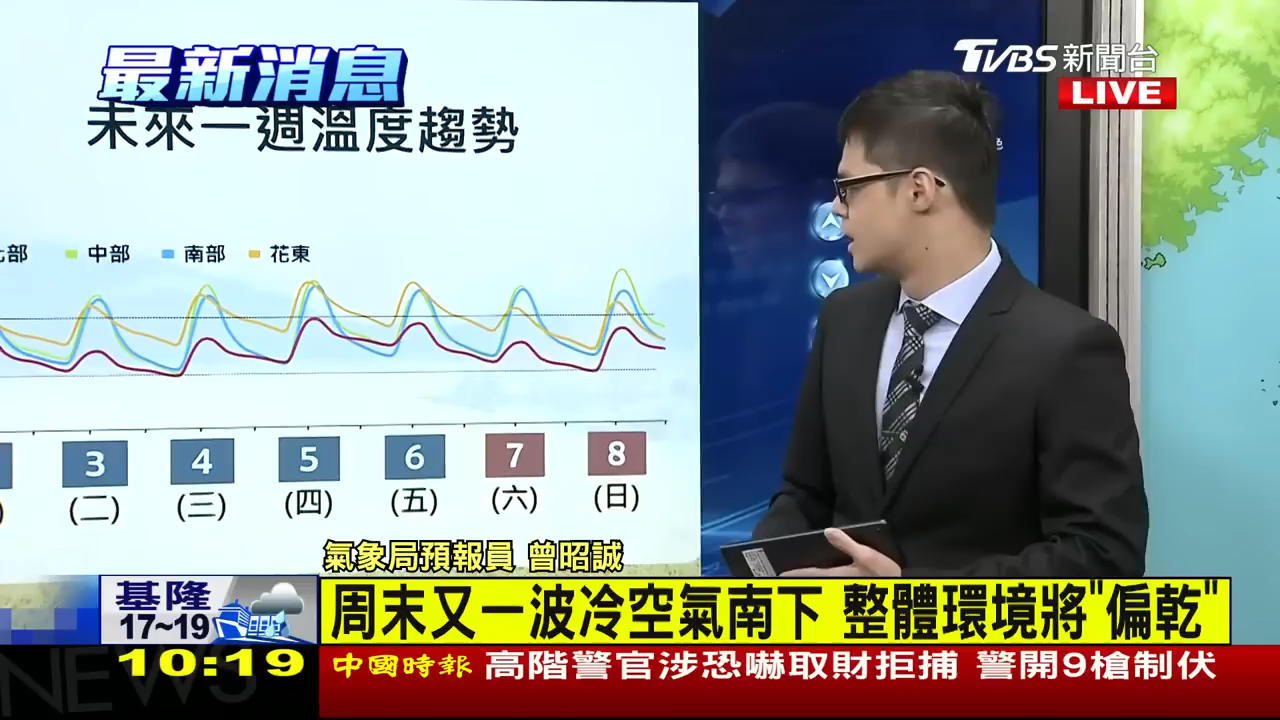 最新消息
TVBS新聞台
LIVE
未來一週溫度趨勢
北部 中部 南部 花東
3 4 5 6 7 8
(二) (三) (四) (五) (六) (日)
氣象局預報員 曾昭誠
基隆
17~19
周末又一波冷空氣南下 整體環境將"偏乾"
10:19
中國時報 高階警官涉恐嚇取財拒捕 警開9槍制伏
NEWS